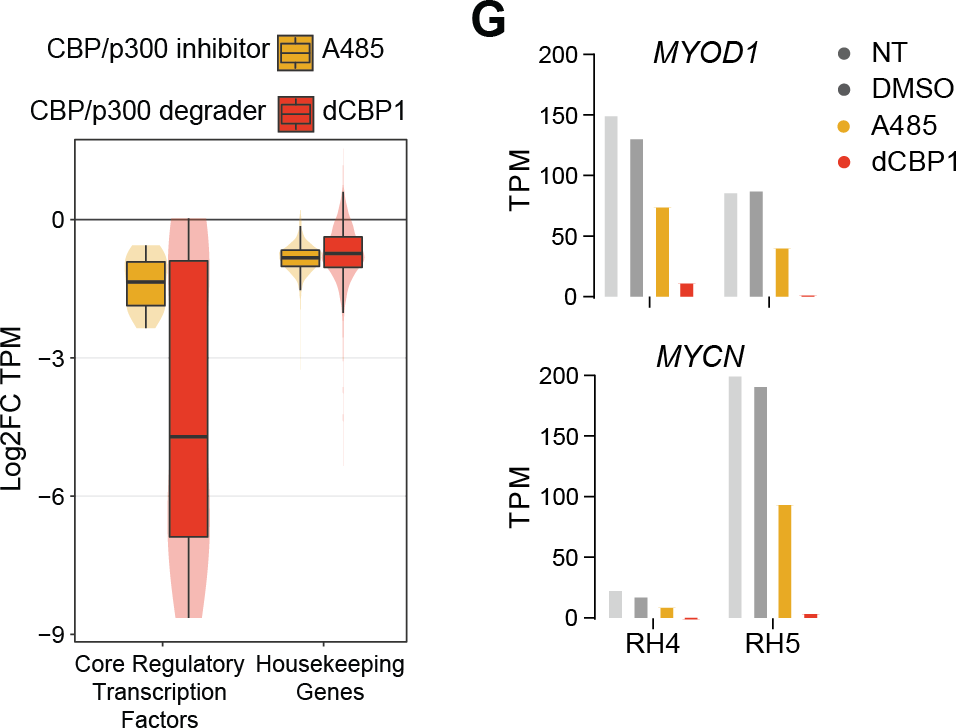 CBP/p300 inhibitor A485
CBP/p300 degrader dCBP1
Log2FC TPM
0
−3
−6
−9
Core Regulatory
Transcription
Factors
Housekeeping
Genes
G
MYOD1
TPM
200
150
100
50
0
NT
DMSO
A485
dCBP1
MYCN
TPM
200
150
100
50
0
RH4
RH5